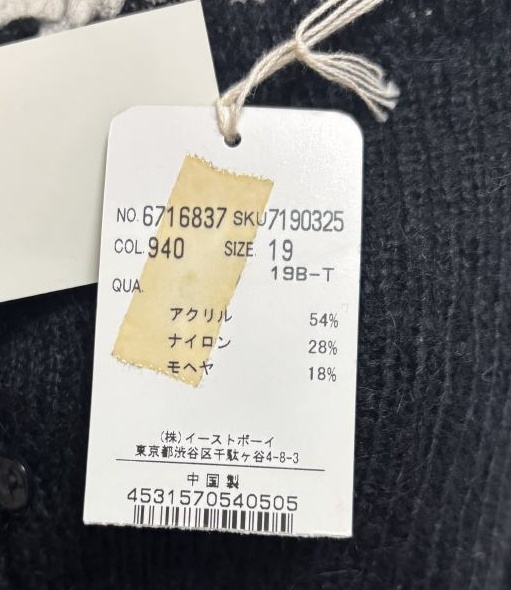 NO. 6716837 SKU 7190325
COL. 940 SIZE. 19
19B-T
QUA.
アクリル 54%
ナイロン 28%
モヘヤ 18%
(株)イーストボーイ
東京都渋谷区千駄ヶ谷4-8-3
中国製
4531570540505